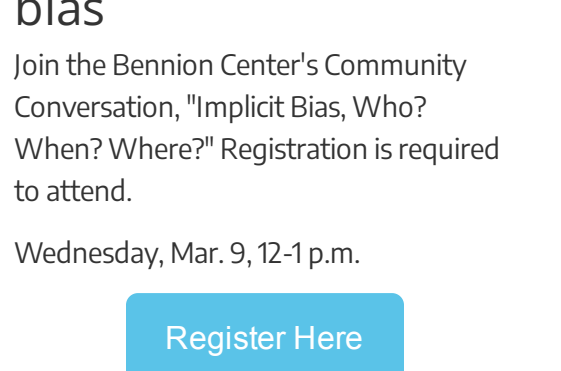 bias
Join the Bennion Center's Community
Conversation, "Implicit Bias, Who?
When? Where?" Registration is required
to attend.
Wednesday, Mar. 9, 12-1 p.m.
Register Here